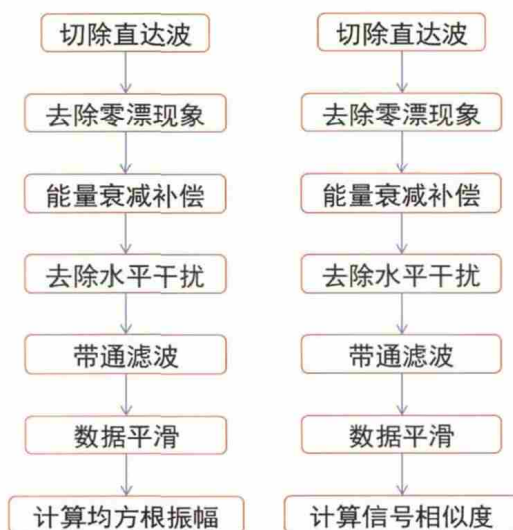 切除直达波
去除零漂现象
能量衰减补偿
去除水平干扰
带通滤波
数据平滑
计算均方根振幅
切除直达波
去除零漂现象
能量衰减补偿
去除水平干扰
带通滤波
数据平滑
计算信号相似度